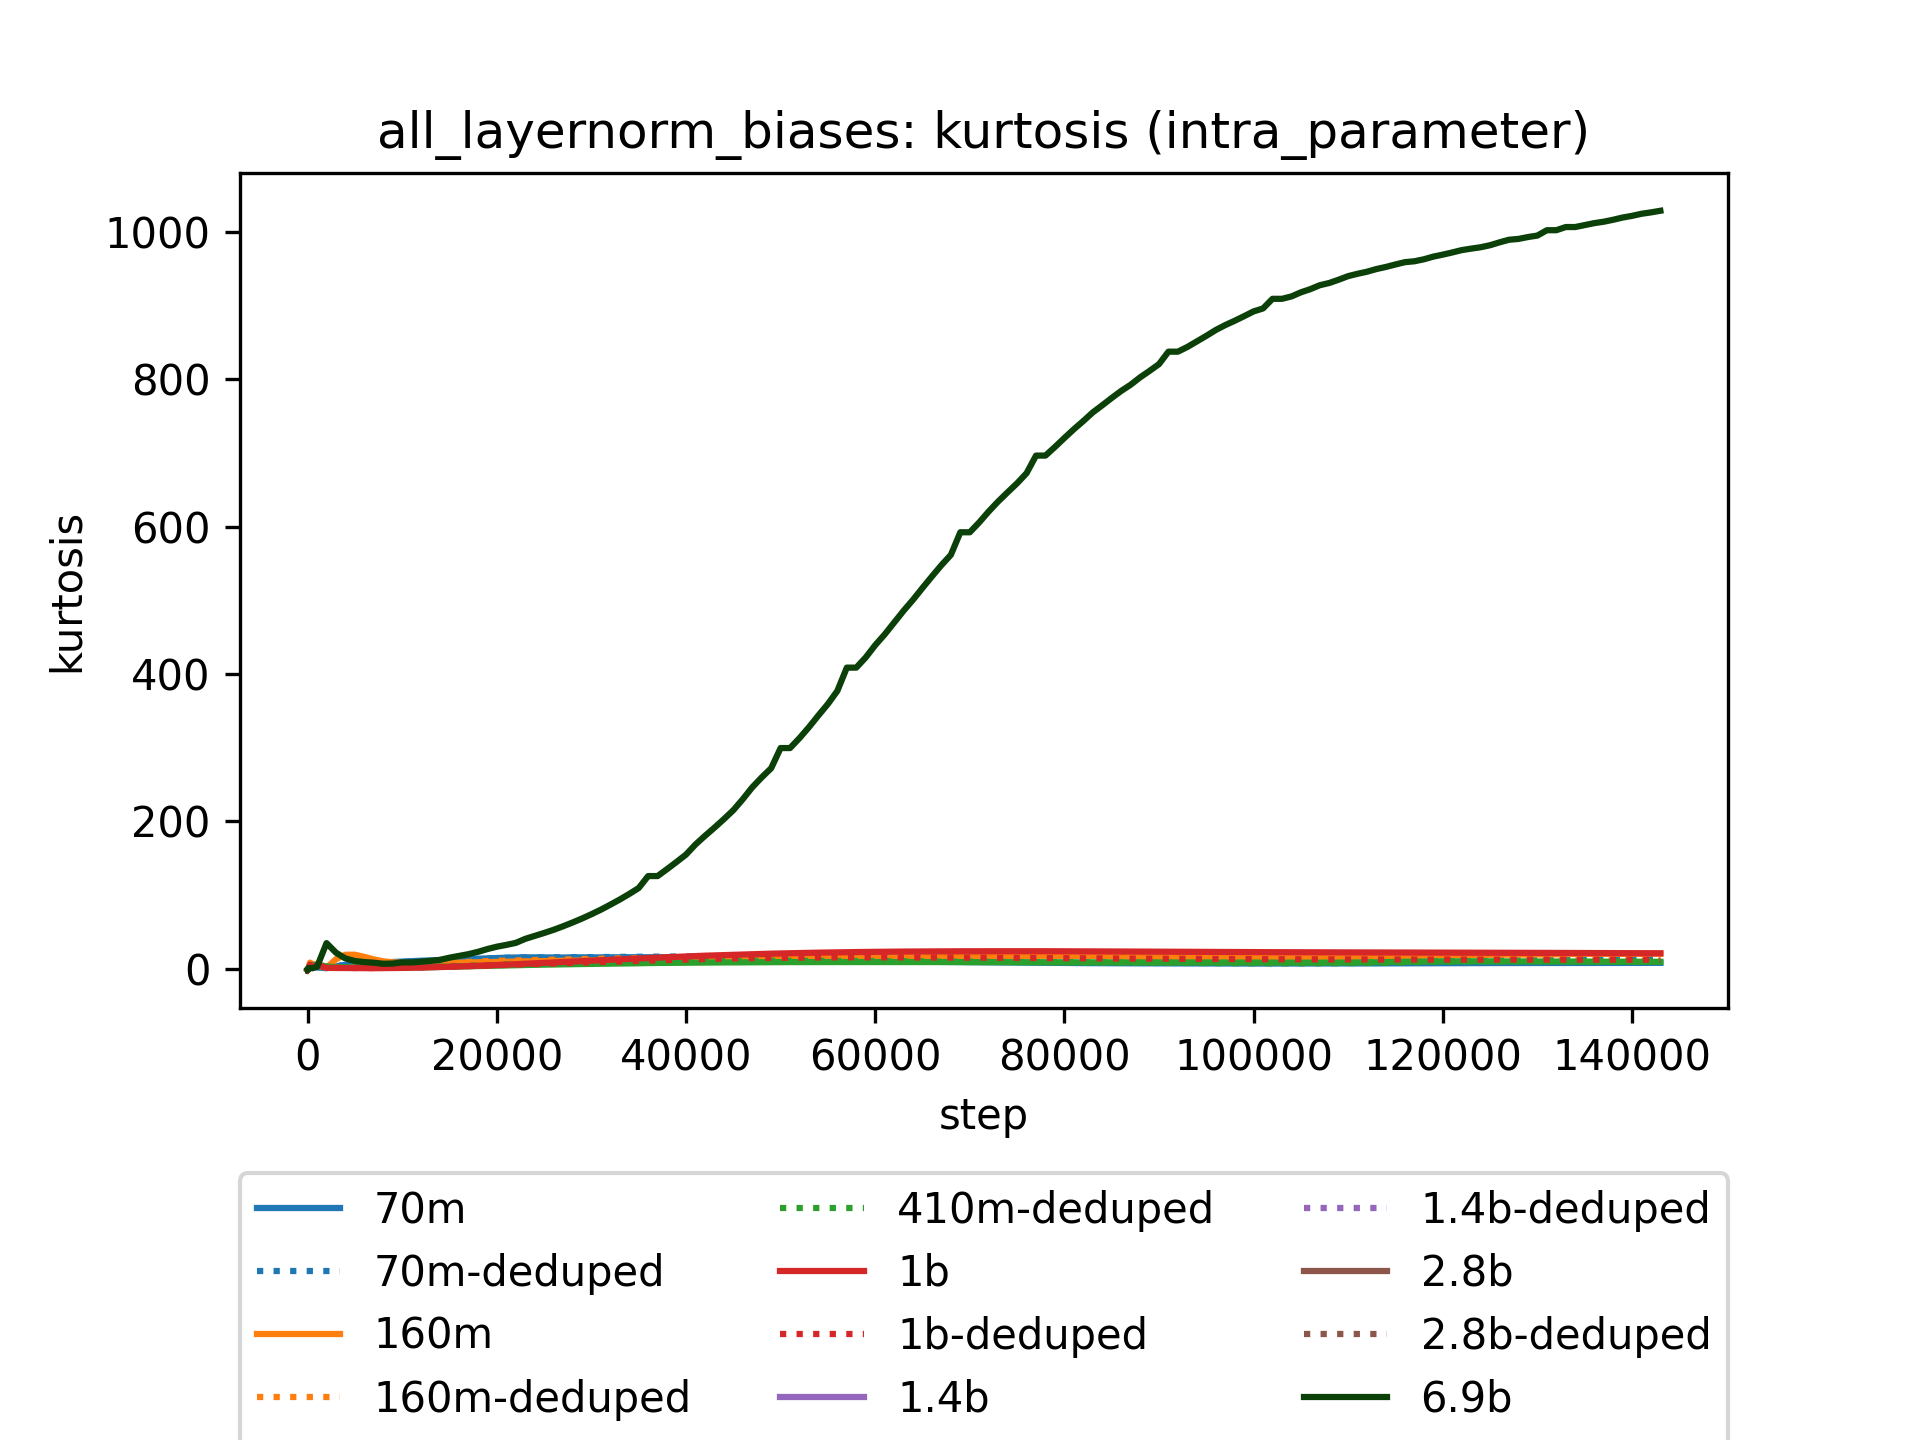 all_layernorm_biases: kurtosis (intra_parameter)
kurtosis
1000
800
600
400
200
0
0 20000 40000 60000 80000 100000 120000 140000
step
70m
70m-deduped
160m
160m-deduped
410m-deduped
1b
1b-deduped
1.4b
1.4b-deduped
2.8b
2.8b-deduped
6.9b